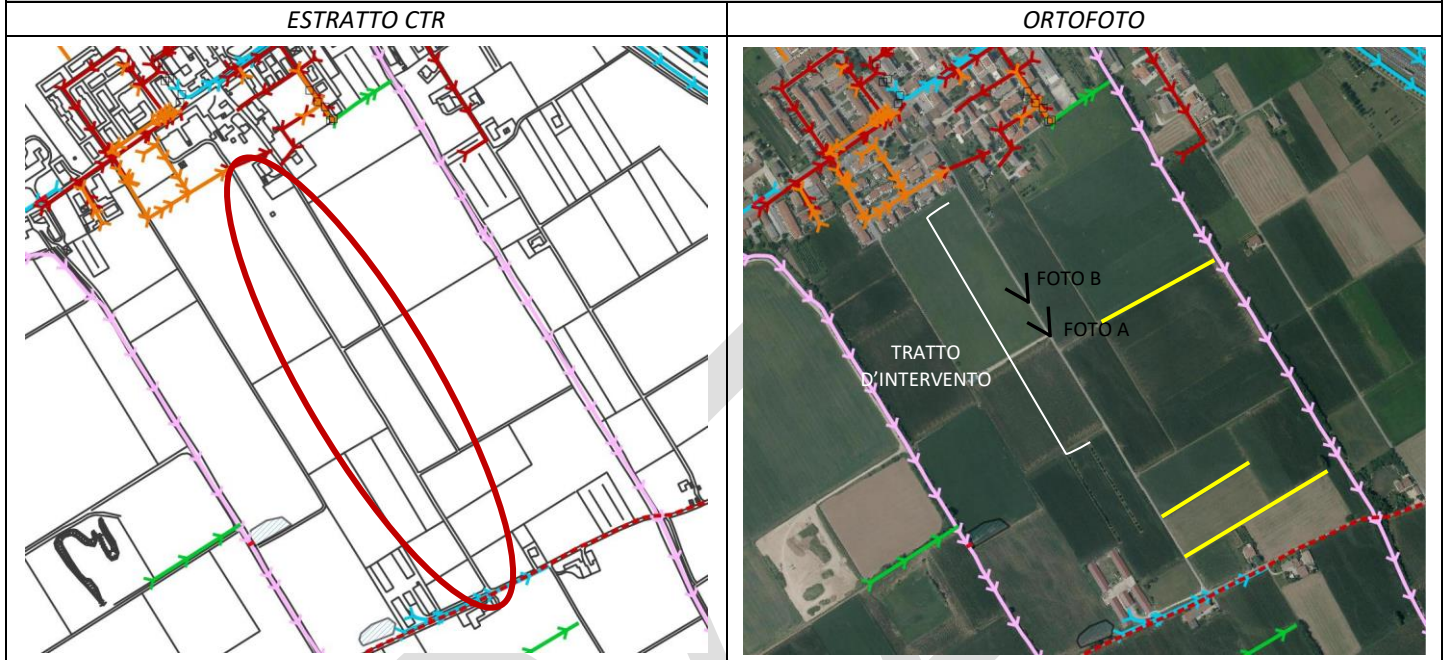 ESTRATTO CTR
ORTOFOTO
FOTO B
FOTO A
TRATTO
D'INTERVENTO